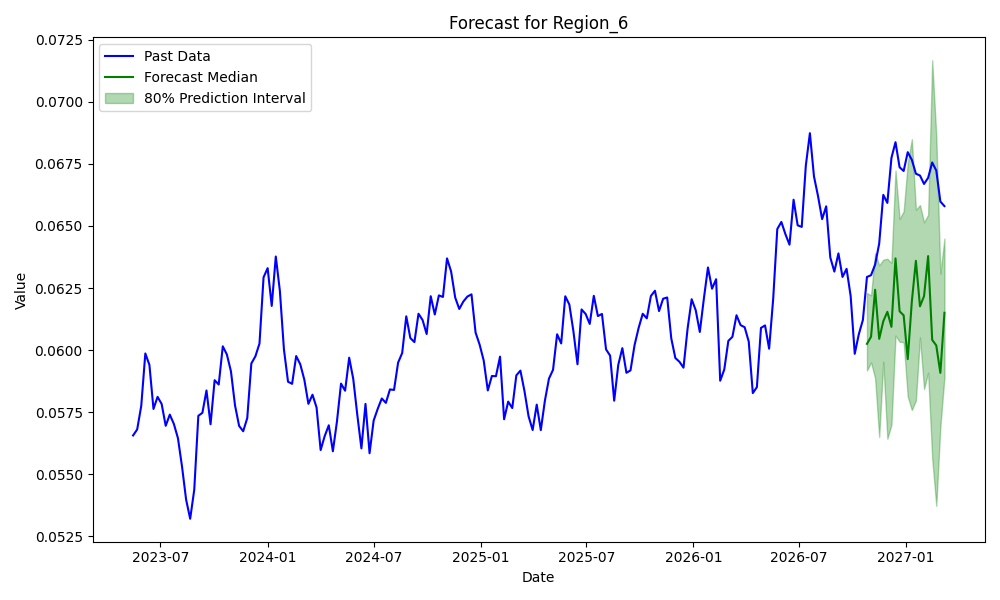 Forecast for Region_6
Past Data
Forecast Median
80% Prediction Interval
Value
0.0725
0.0700
0.0675
0.0650
0.0625
0.0600
0.0575
0.0550
0.0525
2023-07 2024-01 2024-07 2025-01 2025-07 2026-01 2026-07 2027-01
Date